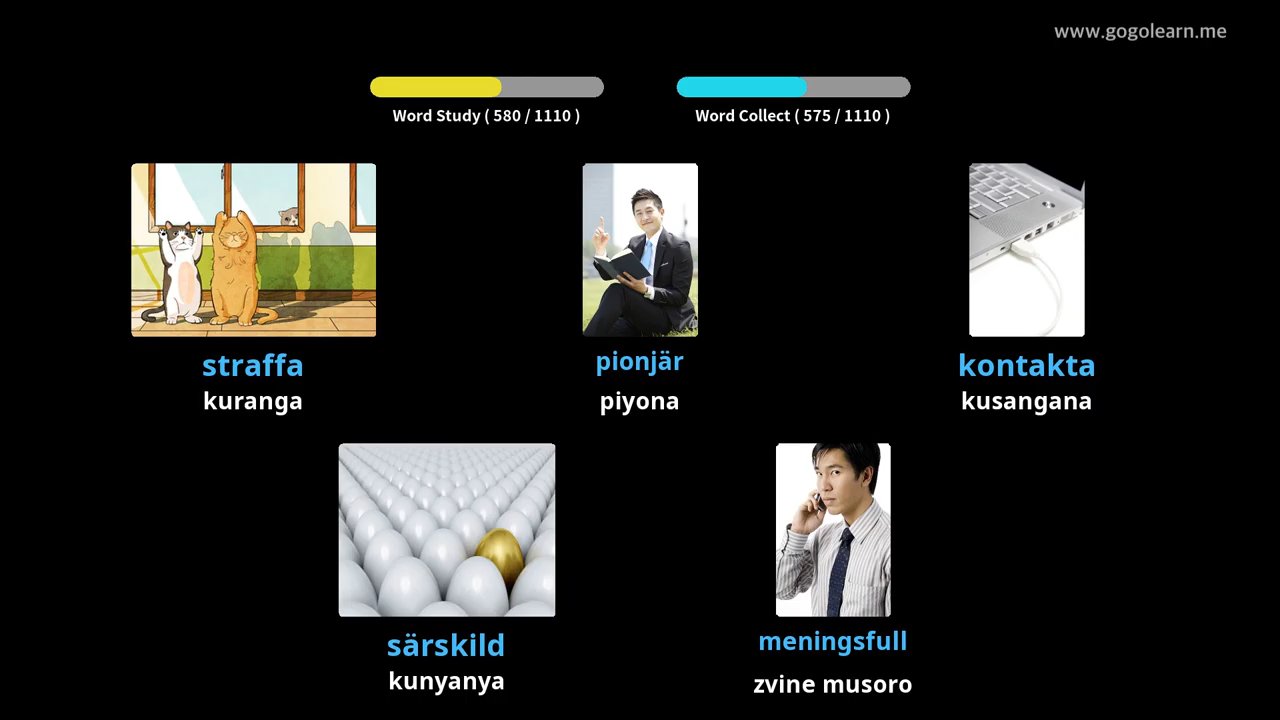 www.gogolearn.me
Word Study ( 580 / 1110 )
Word Collect ( 575 / 1110 )
straffa
kuranga
pionjär
piyona
kontakta
kusangana
särskild
kunyanya
meningsfull
zvine musoro